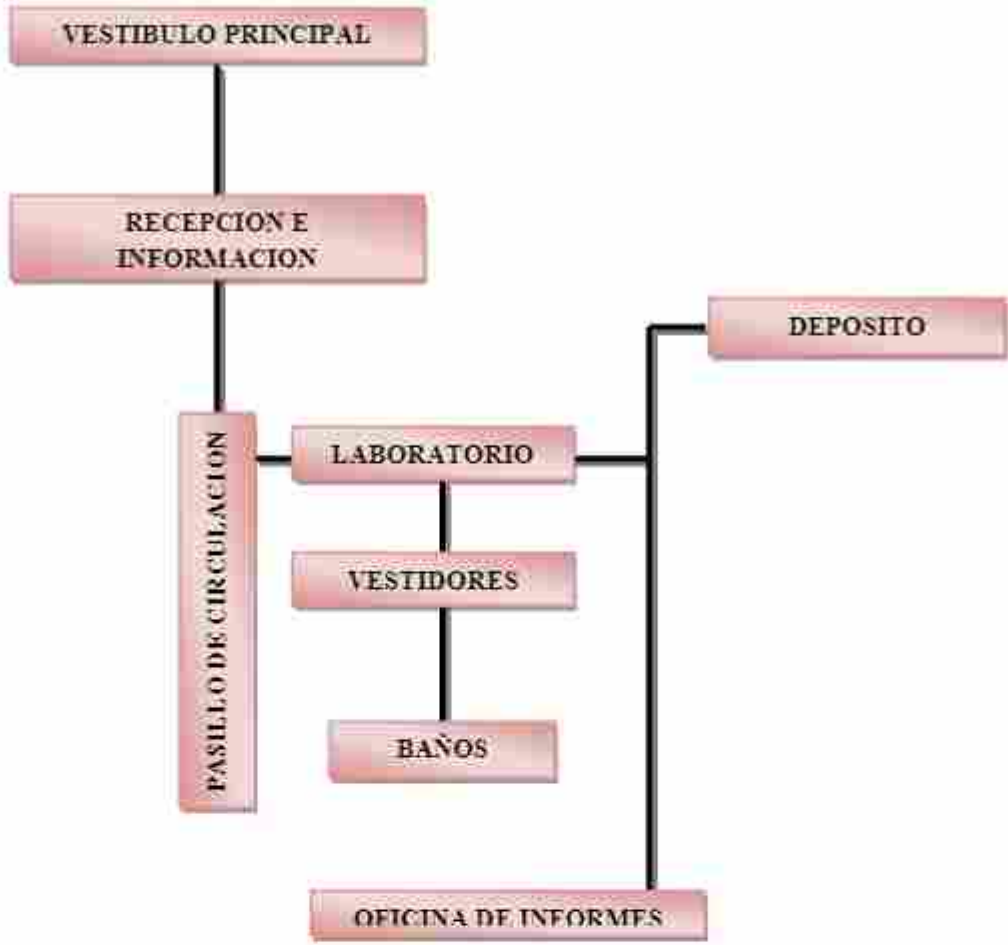 VESTIBULO PRINCIPAL
RECEPCION E
INFORMACION
DEPOSITO
PASILLO DE CIRCULACION
LABORATORIO
VESTIDORES
BAÑOS
OFICINA DE INFORMES